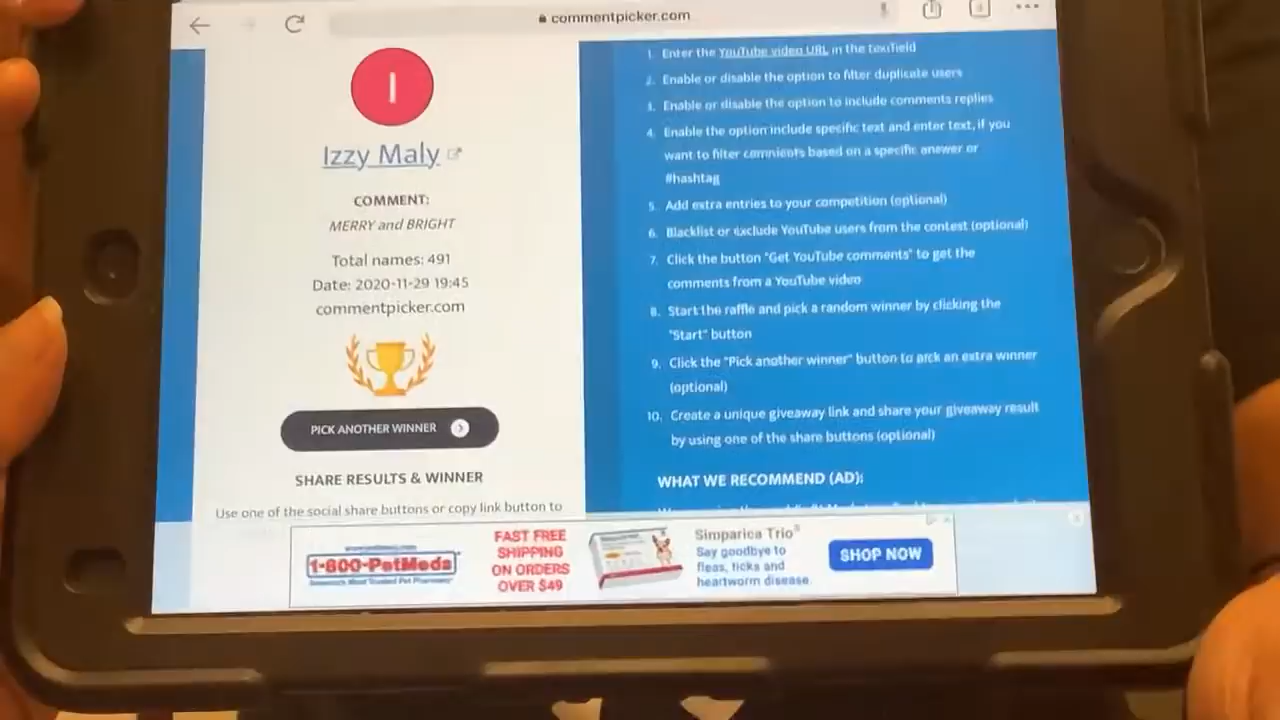 commentpicker.com
I
Izzy Maly
COMMENT:
MERRY and BRIGHT
Total names: 491
Date: 2020-11-29 19:45
commentpicker.com
PICK ANOTHER WINNER
SHARE RESULTS & WINNER
Use one of the social share buttons or copy link button to
1. Enter the YouTube video URL in the textfield
2. Enable or disable the option to filter duplicate users
3. Enable or disable the option to include comments replies
4. Enable the option include specific text and enter text, if you
want to filter comments based on a specific answer or
#hashtag
5. Add extra entries to your competition (optional)
6. Blacklist or exclude YouTube users from the contest (optional)
7. Click the button "Get YouTube comments" to get the
comments from a YouTube video
8. Start the raffle and pick a random winner by clicking the
"Start" button
9. Click the "Pick another winner" button to pick an extra winner
(optional)
10. Create a unique giveaway link and share your giveaway result
by using one of the share buttons (optional)
WHAT WE RECOMMEND (AD):
1-800-PetMeds
America's Most Trusted Pet Pharmacy
FAST FREE
SHIPPING
ON ORDERS
OVER $49
Simparica Trio®
Say goodbye to
fleas, ticks and
heartworm disease.
SHOP NOW